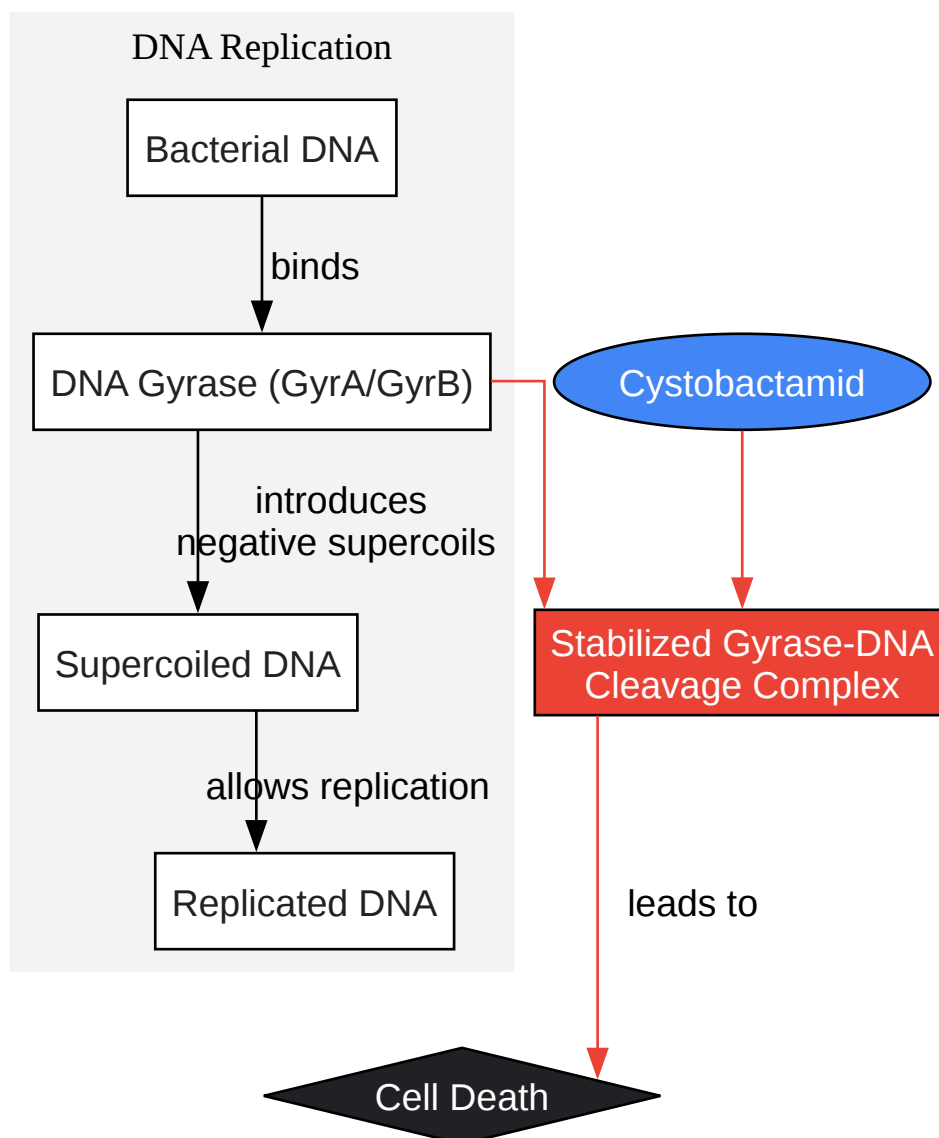 DNA Replication
Bacterial DNA
binds
DNA Gyrase (GyrA/GyrB)
Cystobactamid
introduces
negative supercoils
Stabilized Gyrase-DNA
Cleavage Complex
Supercoiled DNA
allows replication
Replicated DNA
leads to
Cell Death